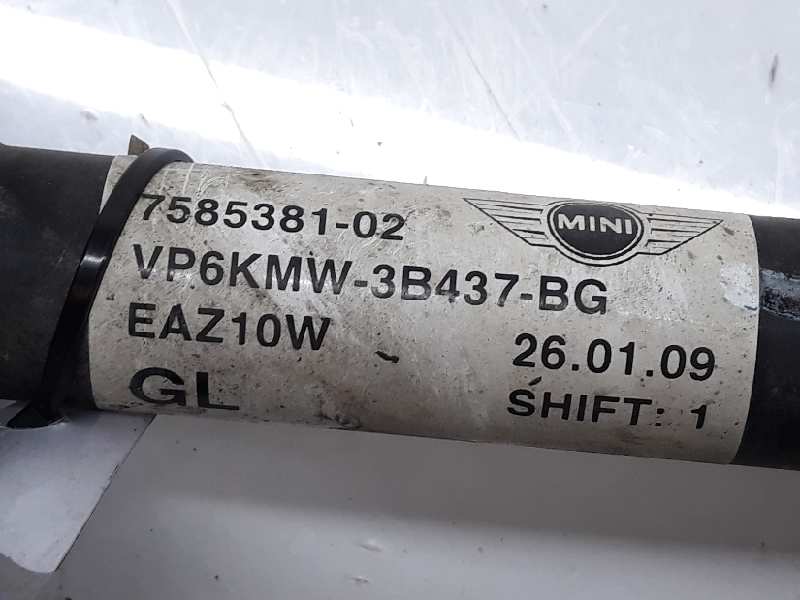 7585381-02
MINI
VP6KMW-3B437-BG
EAZ10W 26.01.09
GL SHIFT: 1